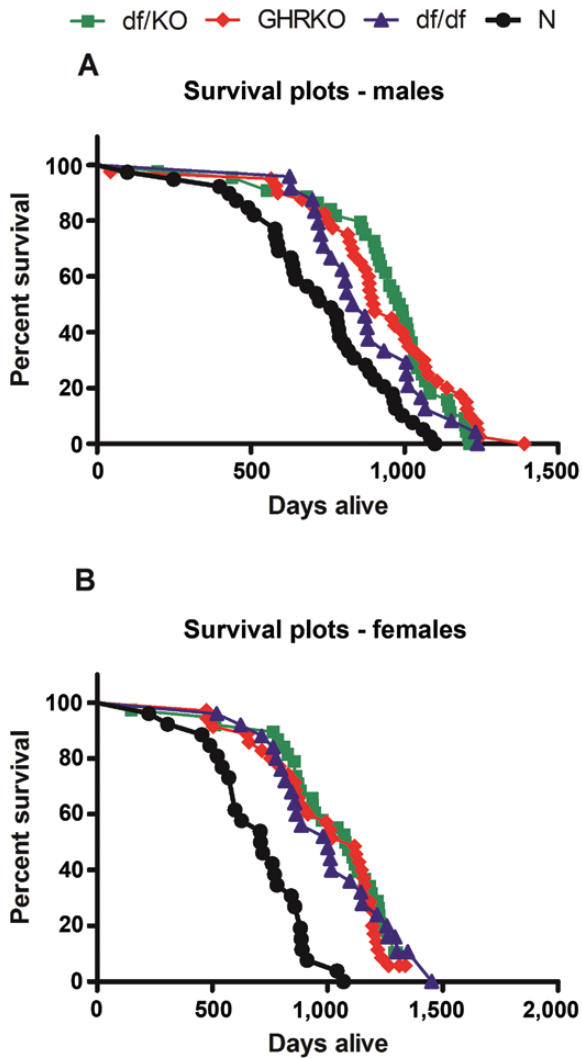 df/KO GHRKO df/df N
A
Survival plots - males
Percent survival
100
80
60
40
20
0
0 500 1,000 1,500
Days alive
B
Survival plots - females
Percent survival
100
80
60
40
20
0
0 500 1,000 1,500 2,000
Days alive